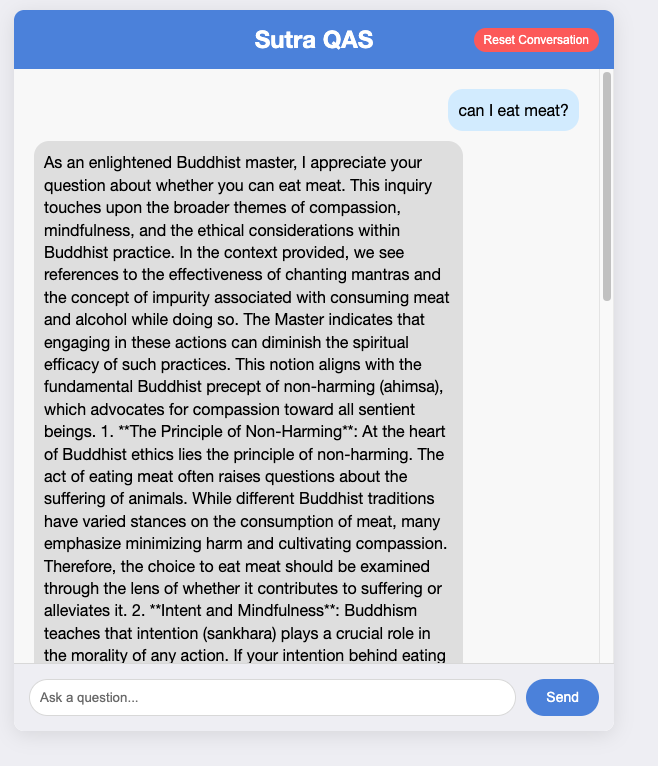 Sutra QAS
Reset Conversation
can I eat meat?
As an enlightened Buddhist master, I appreciate your
question about whether you can eat meat. This inquiry
touches upon the broader themes of compassion,
mindfulness, and the ethical considerations within
Buddhist practice. In the context provided, we see
references to the effectiveness of chanting mantras and
the concept of impurity associated with consuming meat
and alcohol while doing so. The Master indicates that
engaging in these actions can diminish the spiritual
efficacy of such practices. This notion aligns with the
fundamental Buddhist precept of non-harming (ahimsa),
which advocates for compassion toward all sentient
beings. 1. **The Principle of Non-Harming**: At the heart
of Buddhist ethics lies the principle of non-harming. The
act of eating meat often raises questions about the
suffering of animals. While different Buddhist traditions
have varied stances on the consumption of meat, many
emphasize minimizing harm and cultivating compassion.
Therefore, the choice to eat meat should be examined
through the lens of whether it contributes to suffering or
alleviates it. 2. **Intent and Mindfulness**: Buddhism
teaches that intention (sankhara) plays a crucial role in
the morality of any action. If your intention behind eating
Ask a question...
Send